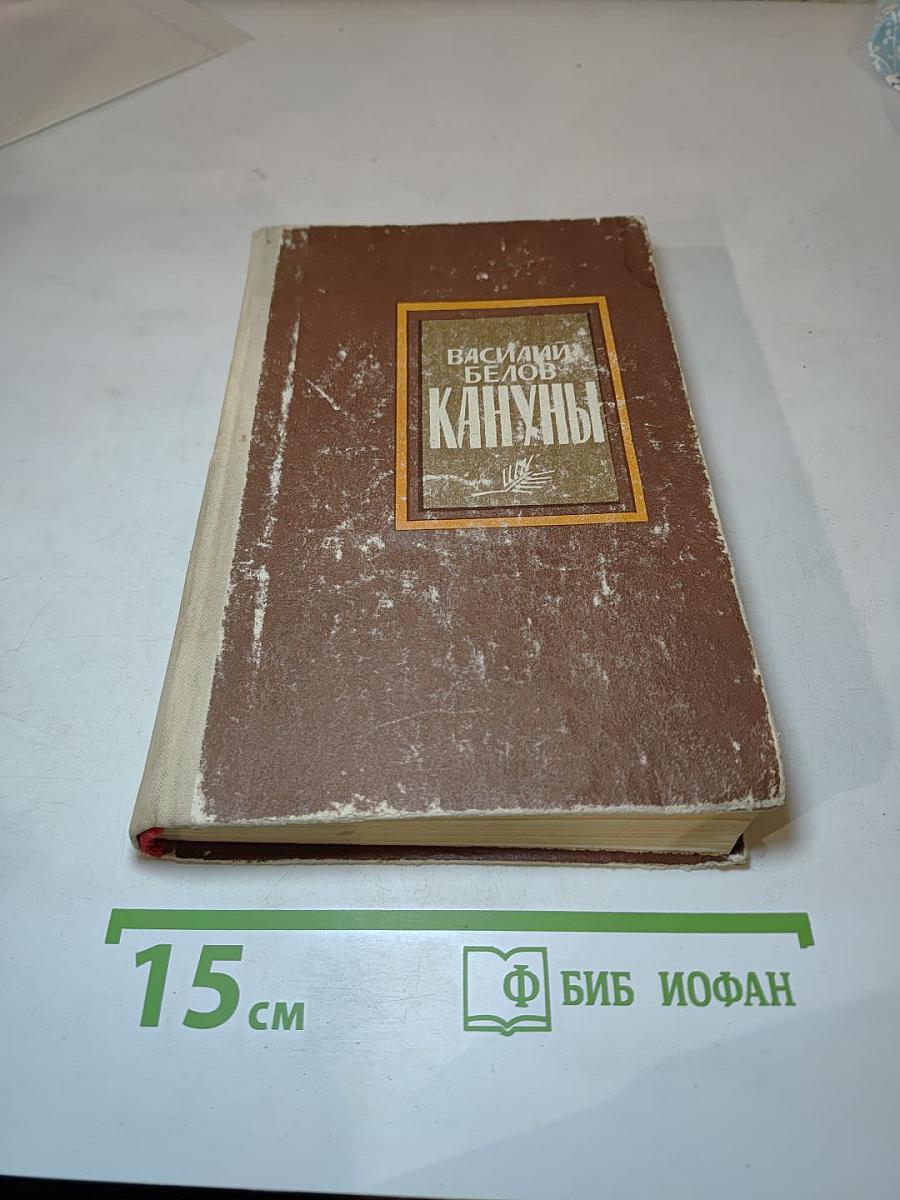 ВАСИЛИЙ
БЕЛОВ
КАНУНЫ
15 см
Ф БИБ ИОФАН